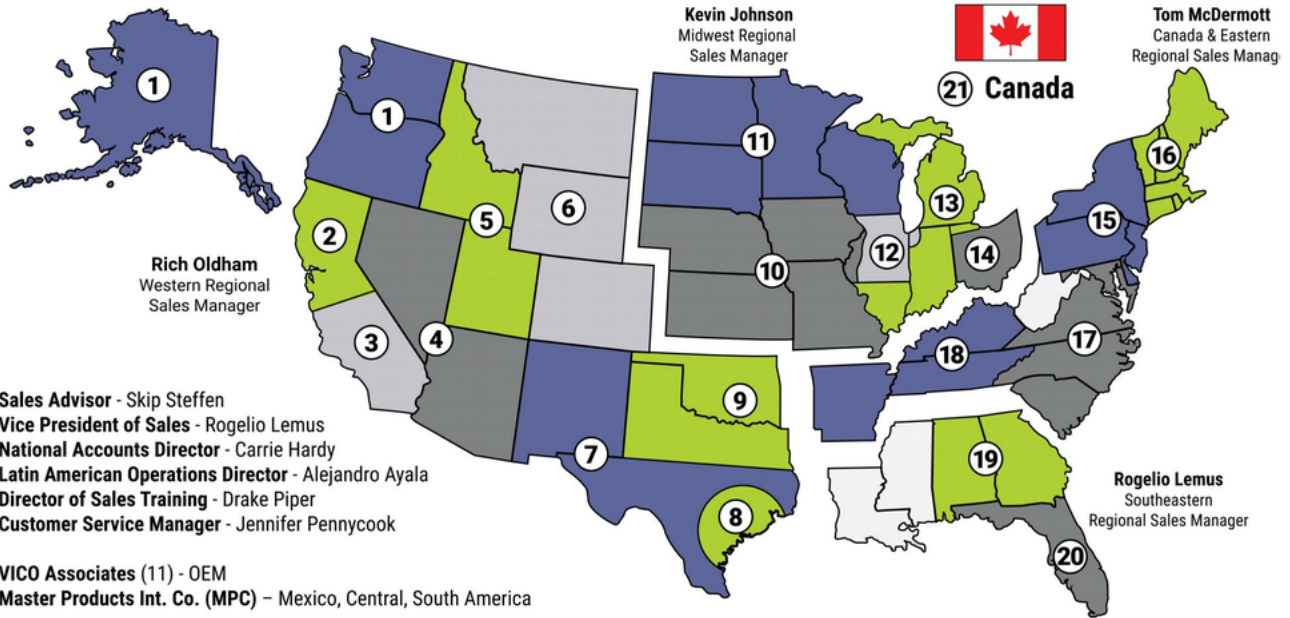 Kevin Johnson
Midwest Regional
Sales Manager
21 Canada
Tom McDermott
Canada & Eastern
Regional Sales Manag
1
1
2
3
4
5
6
7
8
9
10
11
12
13
14
15
16
17
18
19
20
Rich Oldham
Western Regional
Sales Manager
Sales Advisor - Skip Steffen
Vice President of Sales - Rogelio Lemus
National Accounts Director - Carrie Hardy
Latin American Operations Director - Alejandro Ayala
Director of Sales Training - Drake Piper
Customer Service Manager - Jennifer Pennycook
VICO Associates (11) - OEM
Master Products Int. Co. (MPC) – Mexico, Central, South America
Rogelio Lemus
Southeastern
Regional Sales Manager